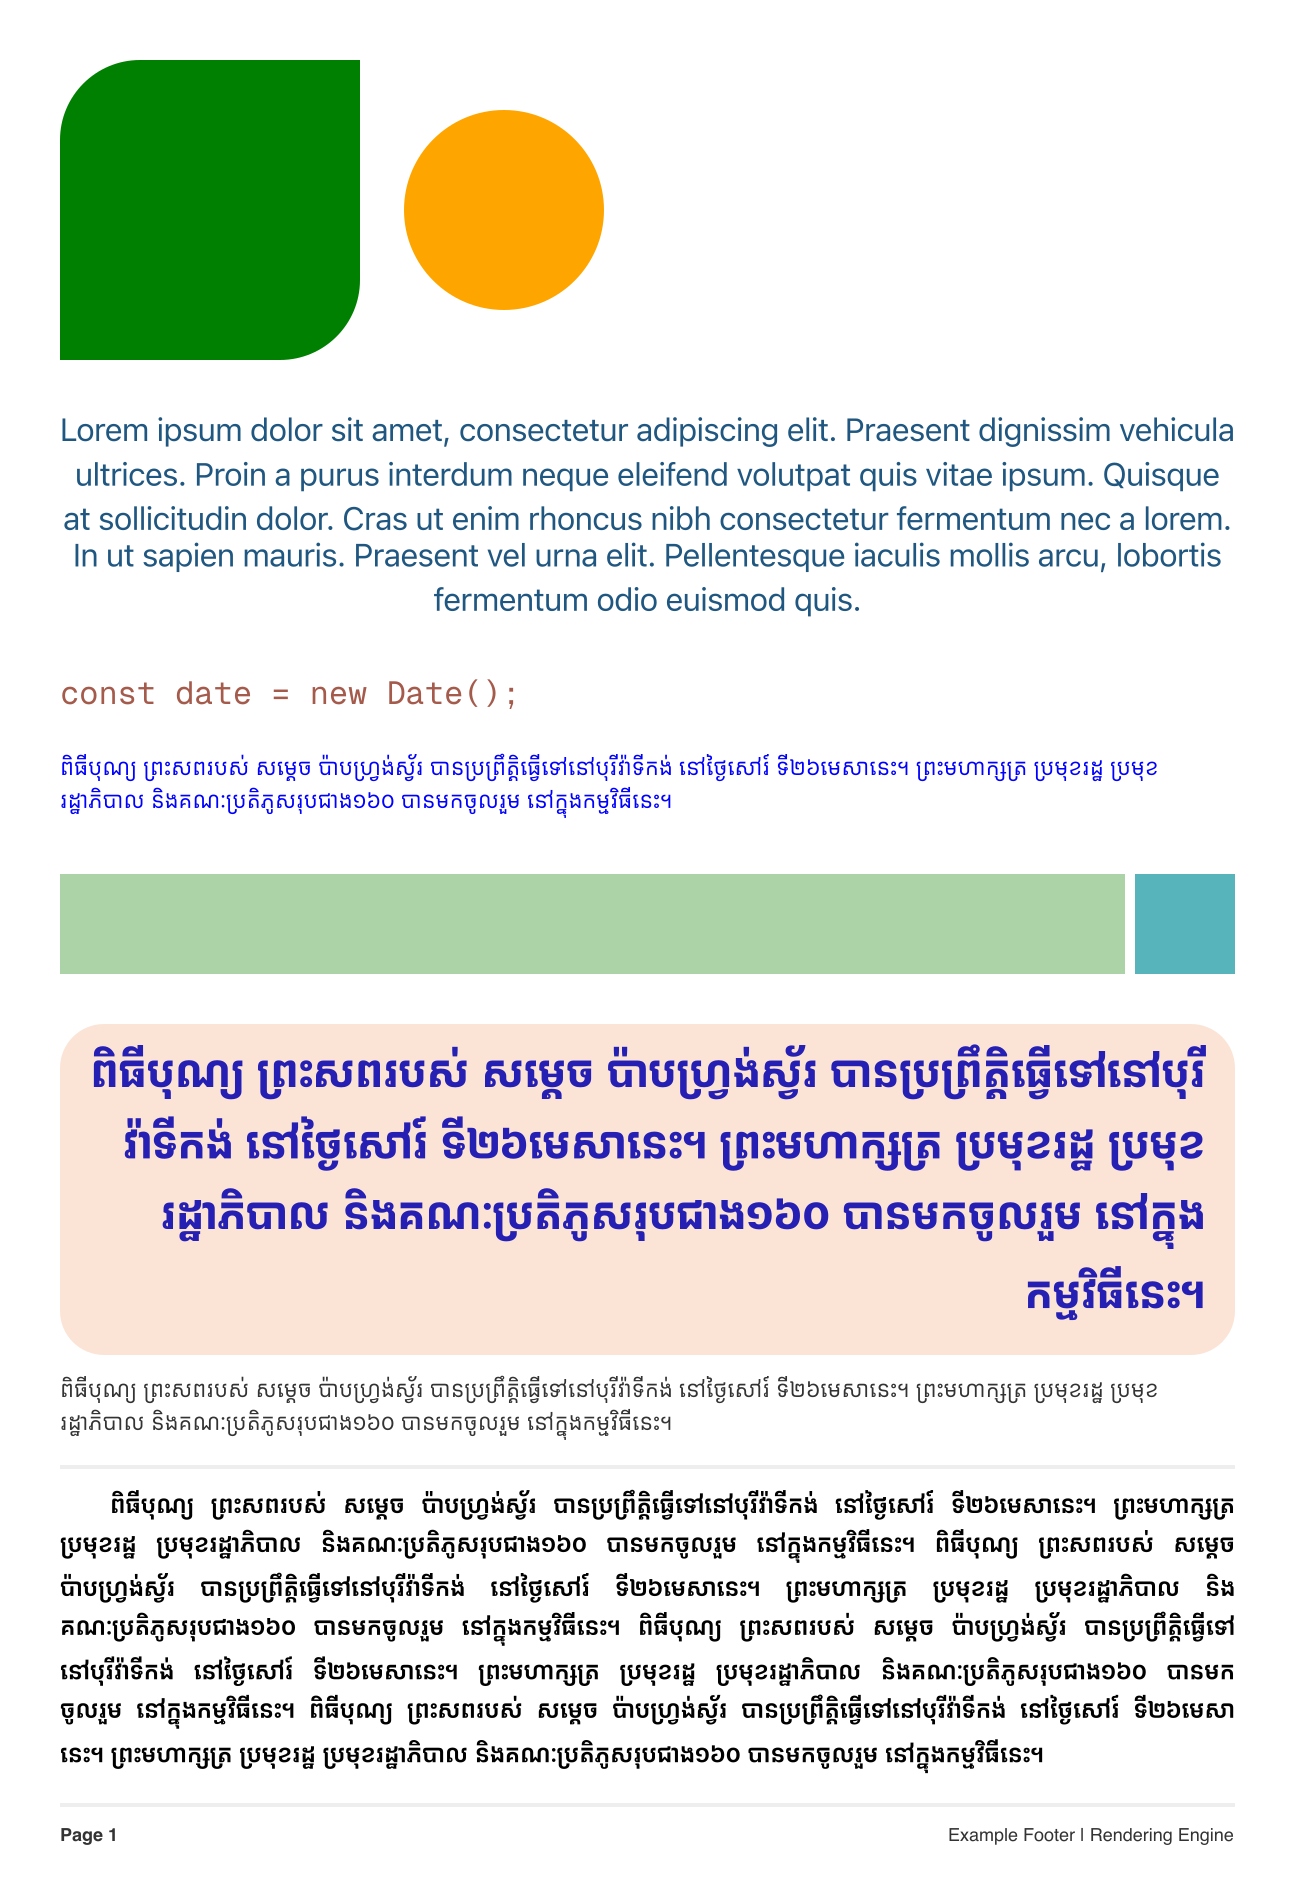 Lorem ipsum dolor sit amet, consectetur adipiscing elit. Praesent dignissim vehicula
ultrices. Proin a purus interdum neque eleifend volutpat quis vitae ipsum. Quisque
at sollicitudin dolor. Cras ut enim rhoncus nibh consectetur fermentum nec a lorem.
In ut sapien mauris. Praesent vel urna elit. Pellentesque iaculis mollis arcu, lobortis
fermentum odio euismod quis.
const date = new Date();
ពិធីបុណ្យ ព្រះសពរបស់ សម្តេច ប៉ាបហ្វ្រង់ស្វ័រ បានប្រព្រឹត្តិធ្វើទៅនៅបុរីវ៉ាទីកង់ នៅថ្ងៃសៅរ៍ ទី២៦មេសានេះ។ ព្រះមហាក្សត្រ ប្រមុខរដ្ឋ ប្រមុខ
រដ្ឋាភិបាល និងគណៈប្រតិភូសរុបជាង១៦០ បានមកចូលរួម នៅក្នុងកម្មវិធីនេះ។
ពិធីបុណ្យ ព្រះសពរបស់ សម្តេច ប៉ាបហ្វ្រង់ស្វ័រ បានប្រព្រឹត្តិធ្វើទៅនៅបុរី
វ៉ាទីកង់ នៅថ្ងៃសៅរ៍ ទី២៦មេសានេះ។ ព្រះមហាក្សត្រ ប្រមុខរដ្ឋ ប្រមុខ
រដ្ឋាភិបាល និងគណៈប្រតិភូសរុបជាង១៦០ បានមកចូលរួម នៅក្នុង
កម្មវិធីនេះ។
ពិធីបុណ្យ ព្រះសពរបស់ សម្តេច ប៉ាបហ្វ្រង់ស្វ័រ បានប្រព្រឹត្តិធ្វើទៅនៅបុរីវ៉ាទីកង់ នៅថ្ងៃសៅរ៍ ទី២៦មេសានេះ។ ព្រះមហាក្សត្រ ប្រមុខរដ្ឋ ប្រមុខ
រដ្ឋាភិបាល និងគណៈប្រតិភូសរុបជាង១៦០ បានមកចូលរួម នៅក្នុងកម្មវិធីនេះ។
ពិធីបុណ្យ ព្រះសពរបស់ សម្តេច ប៉ាបហ្វ្រង់ស្វ័រ បានប្រព្រឹត្តិធ្វើទៅនៅបុរីវ៉ាទីកង់ នៅថ្ងៃសៅរ៍ ទី២៦មេសានេះ។ ព្រះមហាក្សត្រ
ប្រមុខរដ្ឋ ប្រមុខរដ្ឋាភិបាល និងគណៈប្រតិភូសរុបជាង១៦០ បានមកចូលរួម នៅក្នុងកម្មវិធីនេះ។ ពិធីបុណ្យ ព្រះសពរបស់ សម្តេច
ប៉ាបហ្វ្រង់ស្វ័រ បានប្រព្រឹត្តិធ្វើទៅនៅបុរីវ៉ាទីកង់ នៅថ្ងៃសៅរ៍ ទី២៦មេសានេះ។ ព្រះមហាក្សត្រ ប្រមុខរដ្ឋ ប្រមុខរដ្ឋាភិបាល និង
គណៈប្រតិភូសរុបជាង១៦០ បានមកចូលរួម នៅក្នុងកម្មវិធីនេះ។ ពិធីបុណ្យ ព្រះសពរបស់ សម្តេច ប៉ាបហ្វ្រង់ស្វ័រ បានប្រព្រឹត្តិធ្វើទៅ
នៅបុរីវ៉ាទីកង់ នៅថ្ងៃសៅរ៍ ទី២៦មេសានេះ។ ព្រះមហាក្សត្រ ប្រមុខរដ្ឋ ប្រមុខរដ្ឋាភិបាល និងគណៈប្រតិភូសរុបជាង១៦០ បានមក
ចូលរួម នៅក្នុងកម្មវិធីនេះ។ ពិធីបុណ្យ ព្រះសពរបស់ សម្តេច ប៉ាបហ្វ្រង់ស្វ័រ បានប្រព្រឹត្តិធ្វើទៅនៅបុរីវ៉ាទីកង់ នៅថ្ងៃសៅរ៍ ទី២៦មេសា
នេះ។ ព្រះមហាក្សត្រ ប្រមុខរដ្ឋ ប្រមុខរដ្ឋាភិបាល និងគណៈប្រតិភូសរុបជាង១៦០ បានមកចូលរួម នៅក្នុងកម្មវិធីនេះ។
Page 1
Example Footer | Rendering Engine